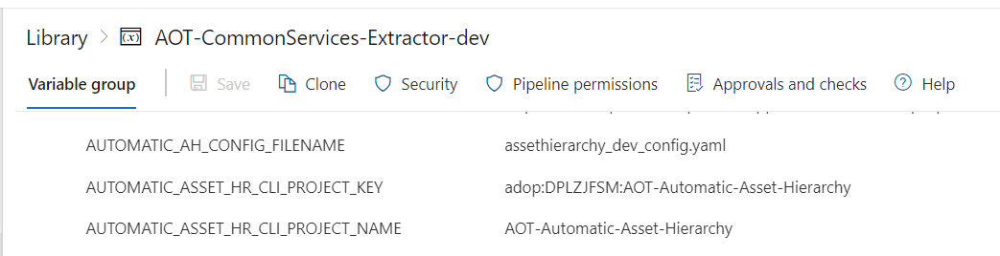 Library > (x) AOT-CommonServices-Extractor-dev
Variable group Save Clone Security Pipeline permissions Approvals and checks ? Help
AUTOMATIC_AH_CONFIG_FILENAME assethierarchy_dev_config.yaml
AUTOMATIC_ASSET_HR_CLI_PROJECT_KEY adop:DPLZJFSM:AOT-Automatic-Asset-Hierarchy
AUTOMATIC_ASSET_HR_CLI_PROJECT_NAME AOT-Automatic-Asset-Hierarchy